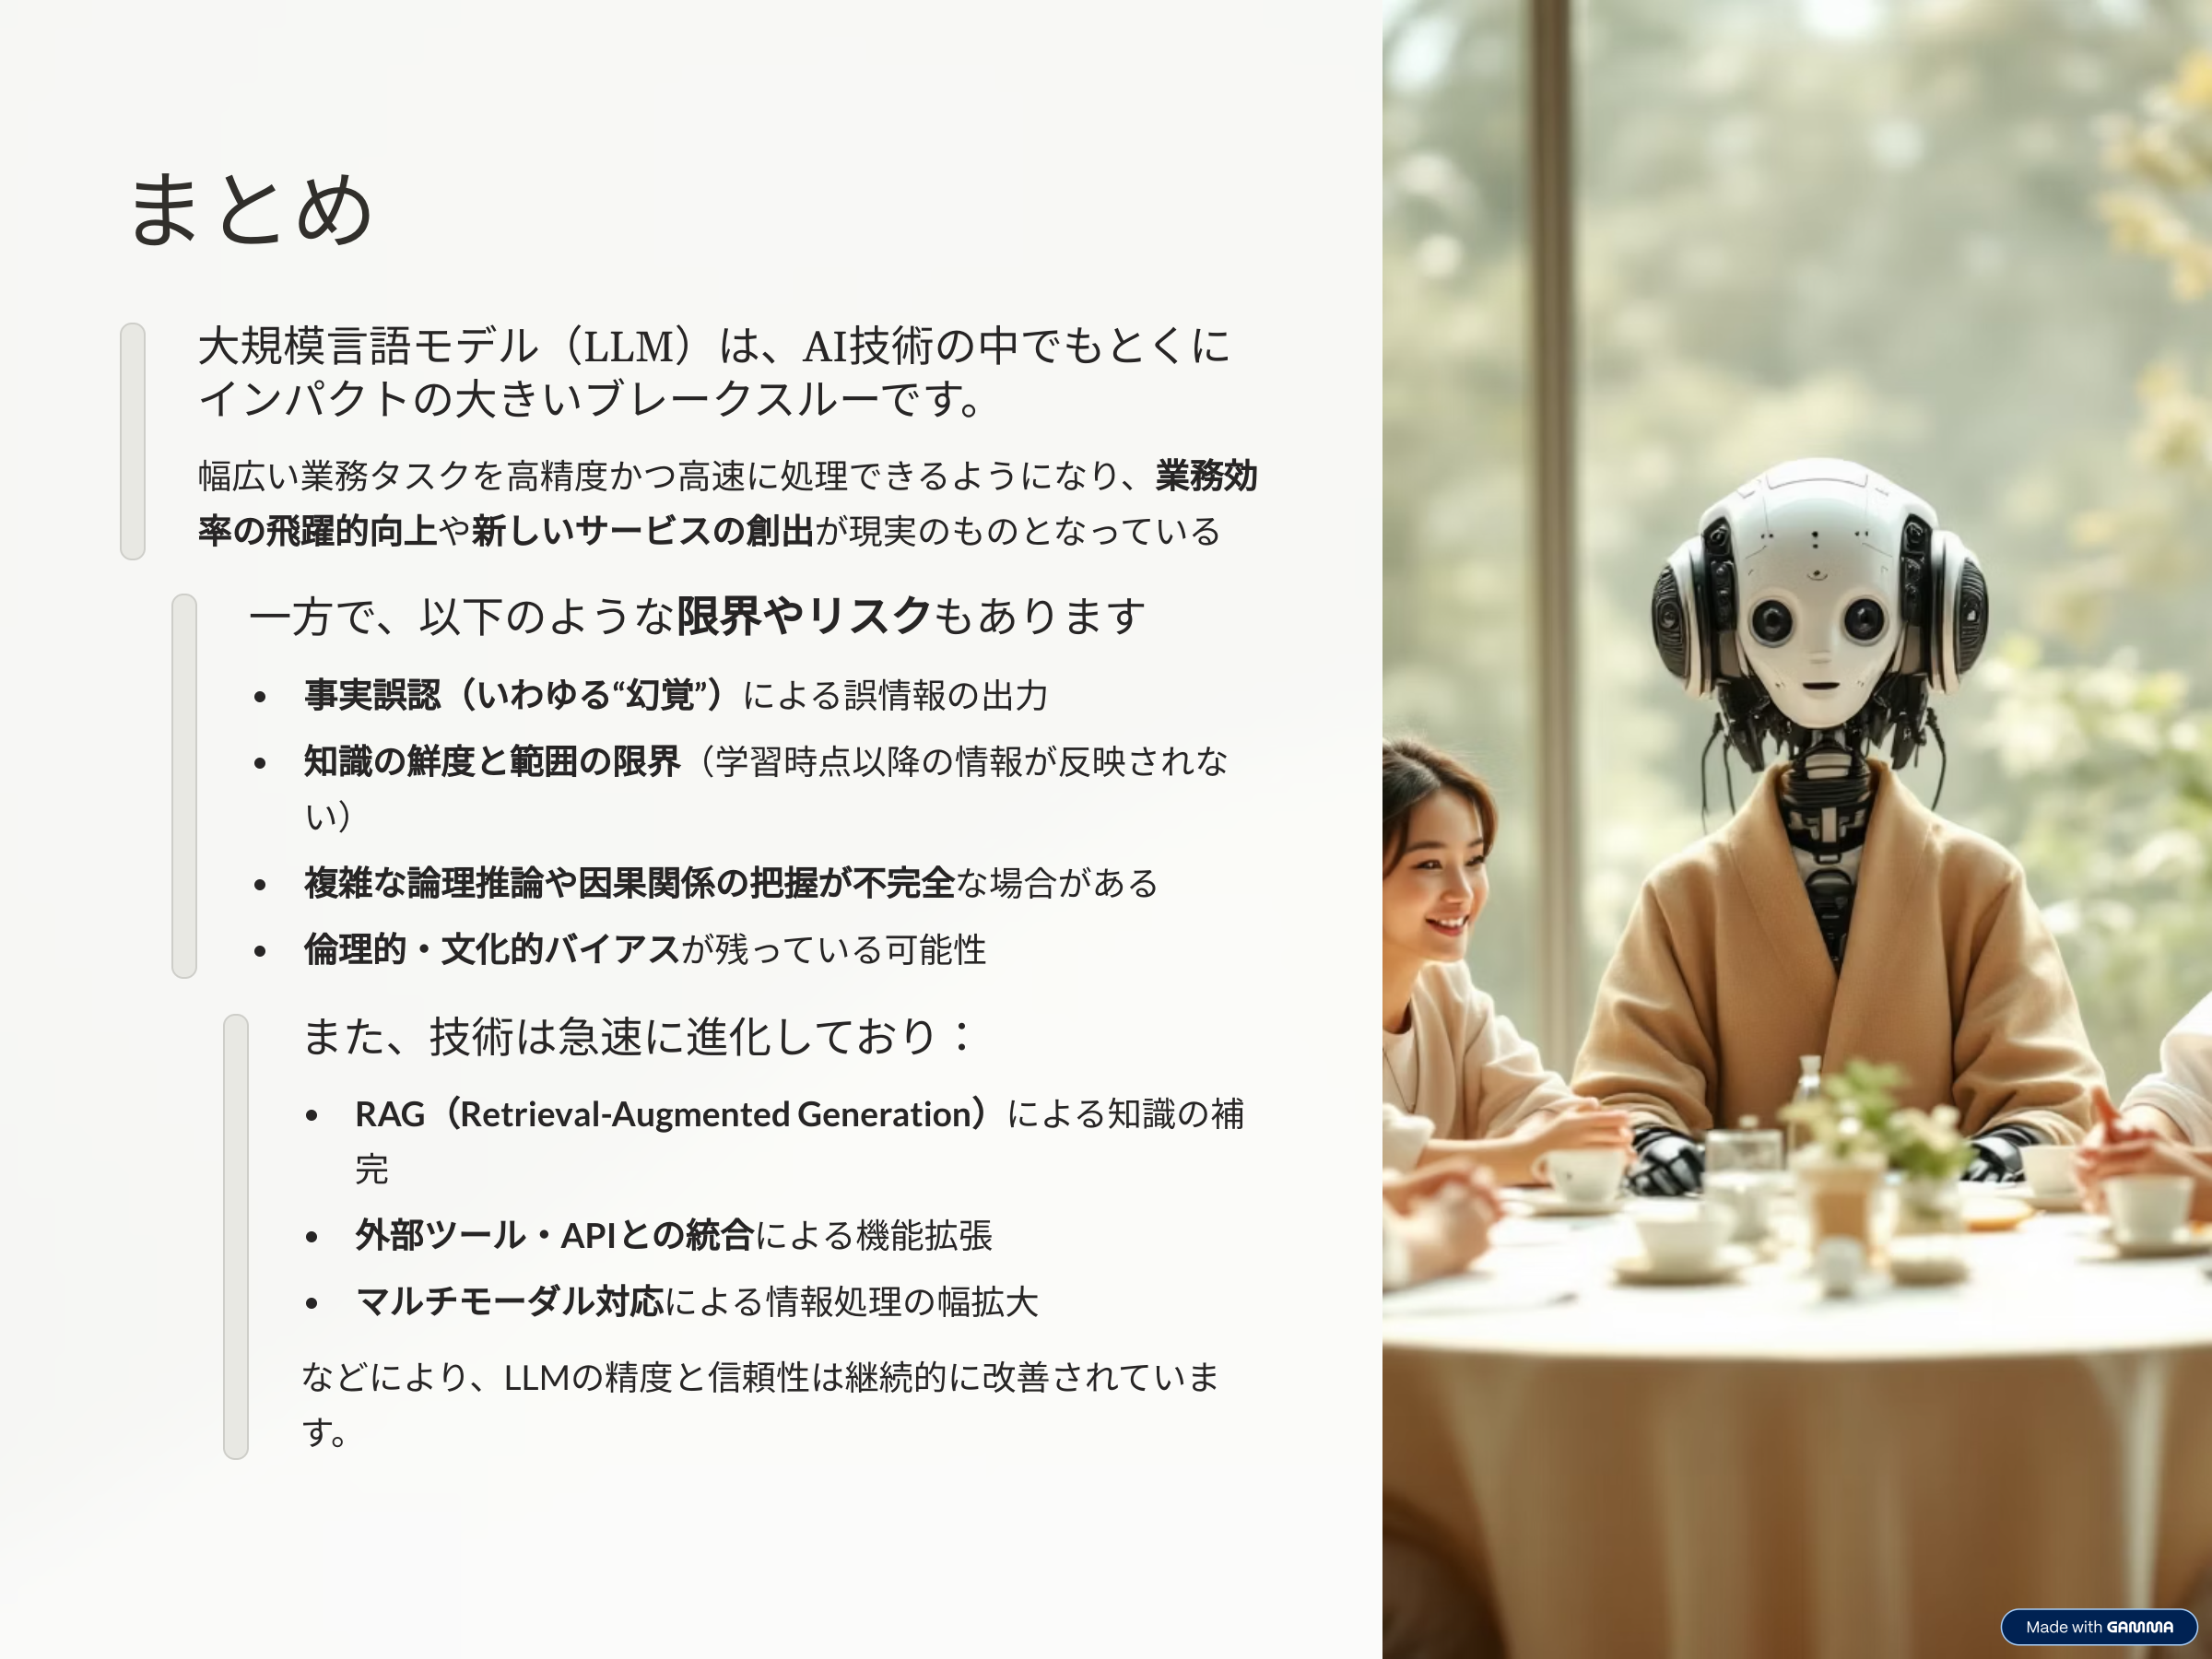 まとめ
大規模言語モデル（LLM）は、AI技術の中でもとくに
インパクトの大きいブレークスルーです。
幅広い業務タスクを高精度かつ高速に処理できるようになり、業務効
率の飛躍的向上や新しいサービスの創出が現実のものとなっている
一方で、以下のような限界やリスクもあります
• 事実誤認（いわゆる“幻覚”）による誤情報の出力
• 知識の鮮度と範囲の限界（学習時点以降の情報が反映されな
い）
• 複雑な論理推論や因果関係の把握が不完全な場合がある
• 倫理的・文化的バイアスが残っている可能性
また、技術は急速に進化しており：
• RAG（Retrieval-Augmented Generation）による知識の補
完
• 外部ツール・APIとの統合による機能拡張
• マルチモーダル対応による情報処理の幅拡大
などにより、LLMの精度と信頼性は継続的に改善されていま
す。
Made with GAMMA